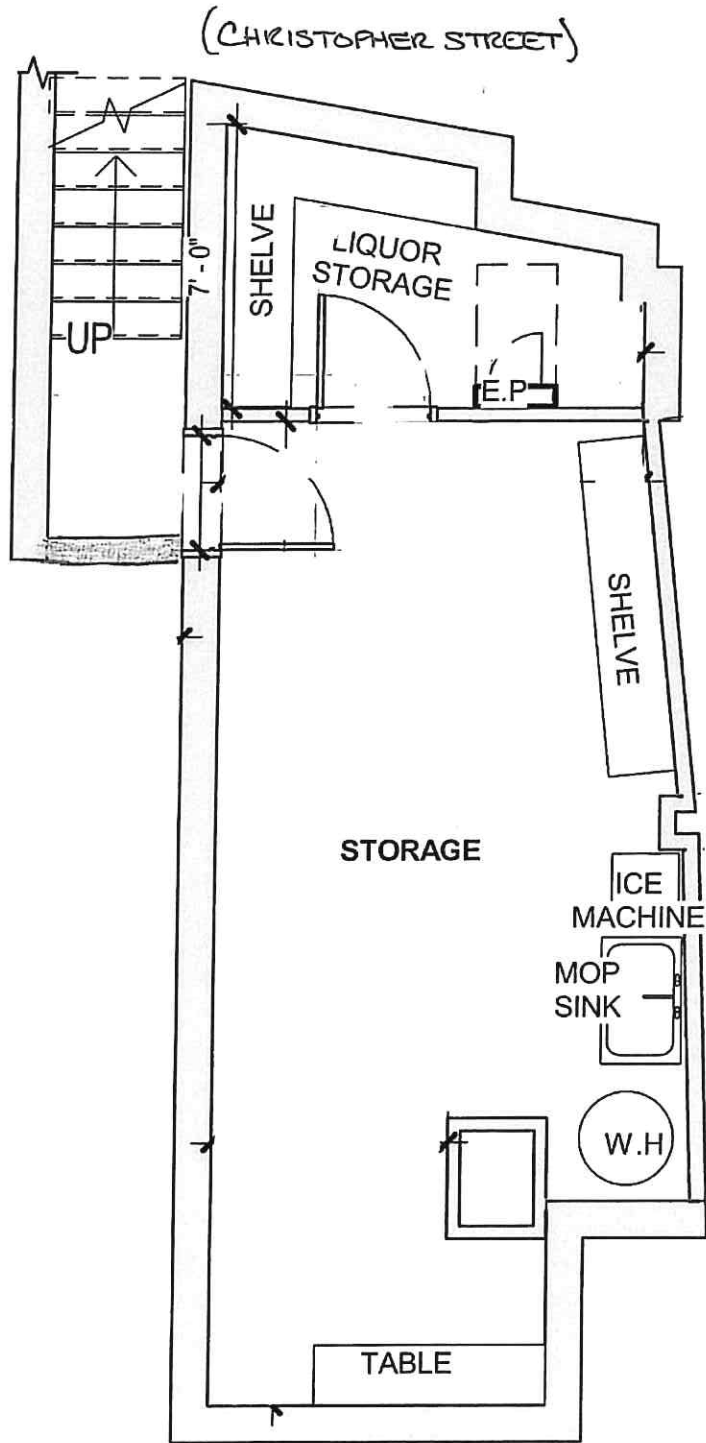 (CHRISTOPHER STREET)
7' - 0"
SHELVE
LIQUOR
STORAGE
UP
E.P
SHELVE
STORAGE
ICE
MACHINE
MOP
SINK
W.H
TABLE